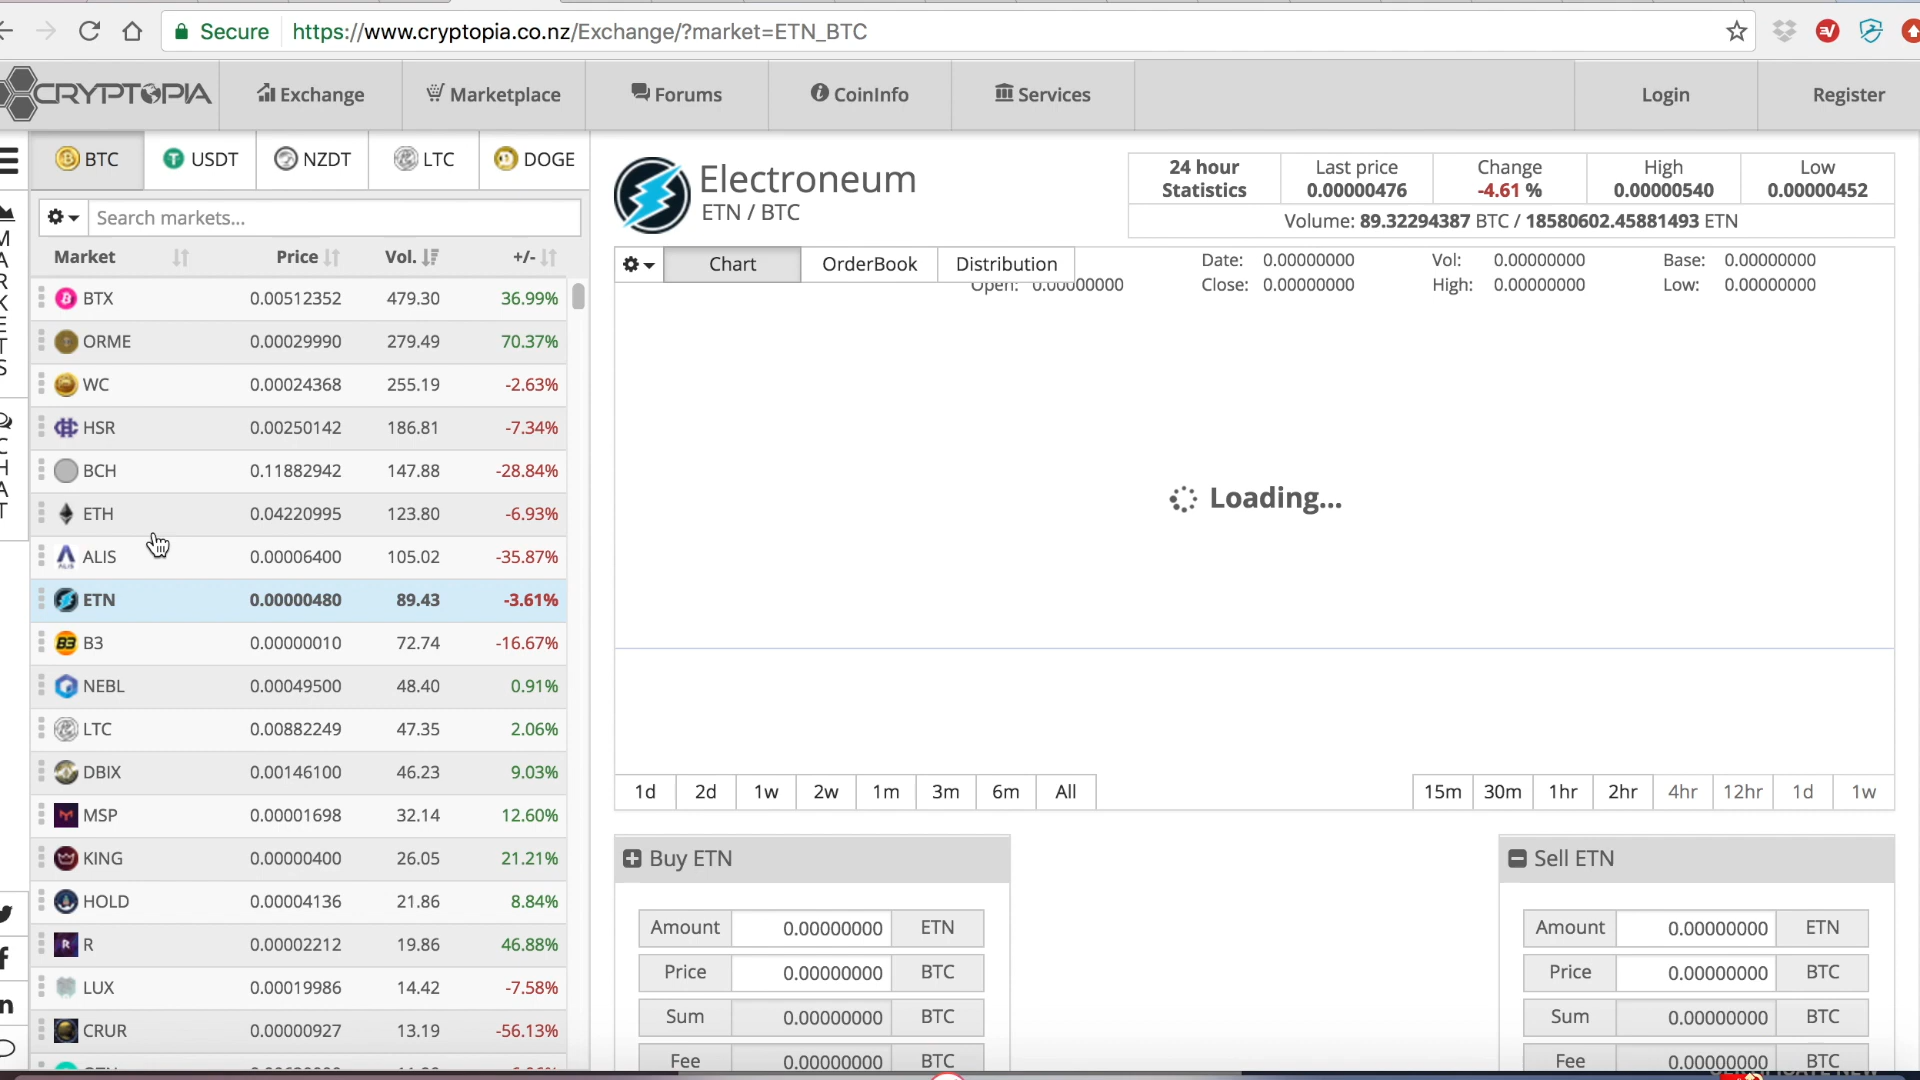 Secure https://www.cryptopia.co.nz/Exchange/?market=ETN_BTC
CRYPTOPIA Exchange Marketplace Forums CoinInfo Services Login Register
BTC USDT NZDT LTC DOGE
Search markets...
Market Price Vol. +/-
BTX 0.00512352 479.30 36.99%
ORME 0.00029990 279.49 70.37%
WC 0.00024368 255.19 -2.63%
HSR 0.00250142 186.81 -7.34%
BCH 0.11882942 147.88 -28.84%
ETH 0.04220995 123.80 -6.93%
ALIS 0.00006400 105.02 -35.87%
ETN 0.00000480 89.43 -3.61%
B3 0.00000010 72.74 -16.67%
NEBL 0.00049500 48.40 0.91%
LTC 0.00882249 47.35 2.06%
DBIX 0.00146100 46.23 9.03%
MSP 0.00001698 32.14 12.60%
KING 0.00000400 26.05 21.21%
HOLD 0.00004136 21.86 8.84%
R 0.00002212 19.86 46.88%
LUX 0.00019986 14.42 -7.58%
CRUR 0.00000927 13.19 -56.13%
MARKETS
CHAT
Electroneum
ETN / BTC
24 hour Last price Change High Low
Statistics 0.00000476 -4.61 % 0.00000540 0.00000452
Volume: 89.32294387 BTC / 18580602.45881493 ETN
Chart OrderBook Distribution
Date: 0.00000000 Vol: 0.00000000 Base: 0.00000000
Open: 0.00000000 Close: 0.00000000 High: 0.00000000 Low: 0.00000000
Loading...
1d 2d 1w 2w 1m 3m 6m All 15m 30m 1hr 2hr 4hr 12hr 1d 1w
Buy ETN
Amount 0.00000000 ETN
Price 0.00000000 BTC
Sum 0.00000000 BTC
Fee 0.00000000 BTC
Sell ETN
Amount 0.00000000 ETN
Price 0.00000000 BTC
Sum 0.00000000 BTC
Fee 0.00000000 BTC